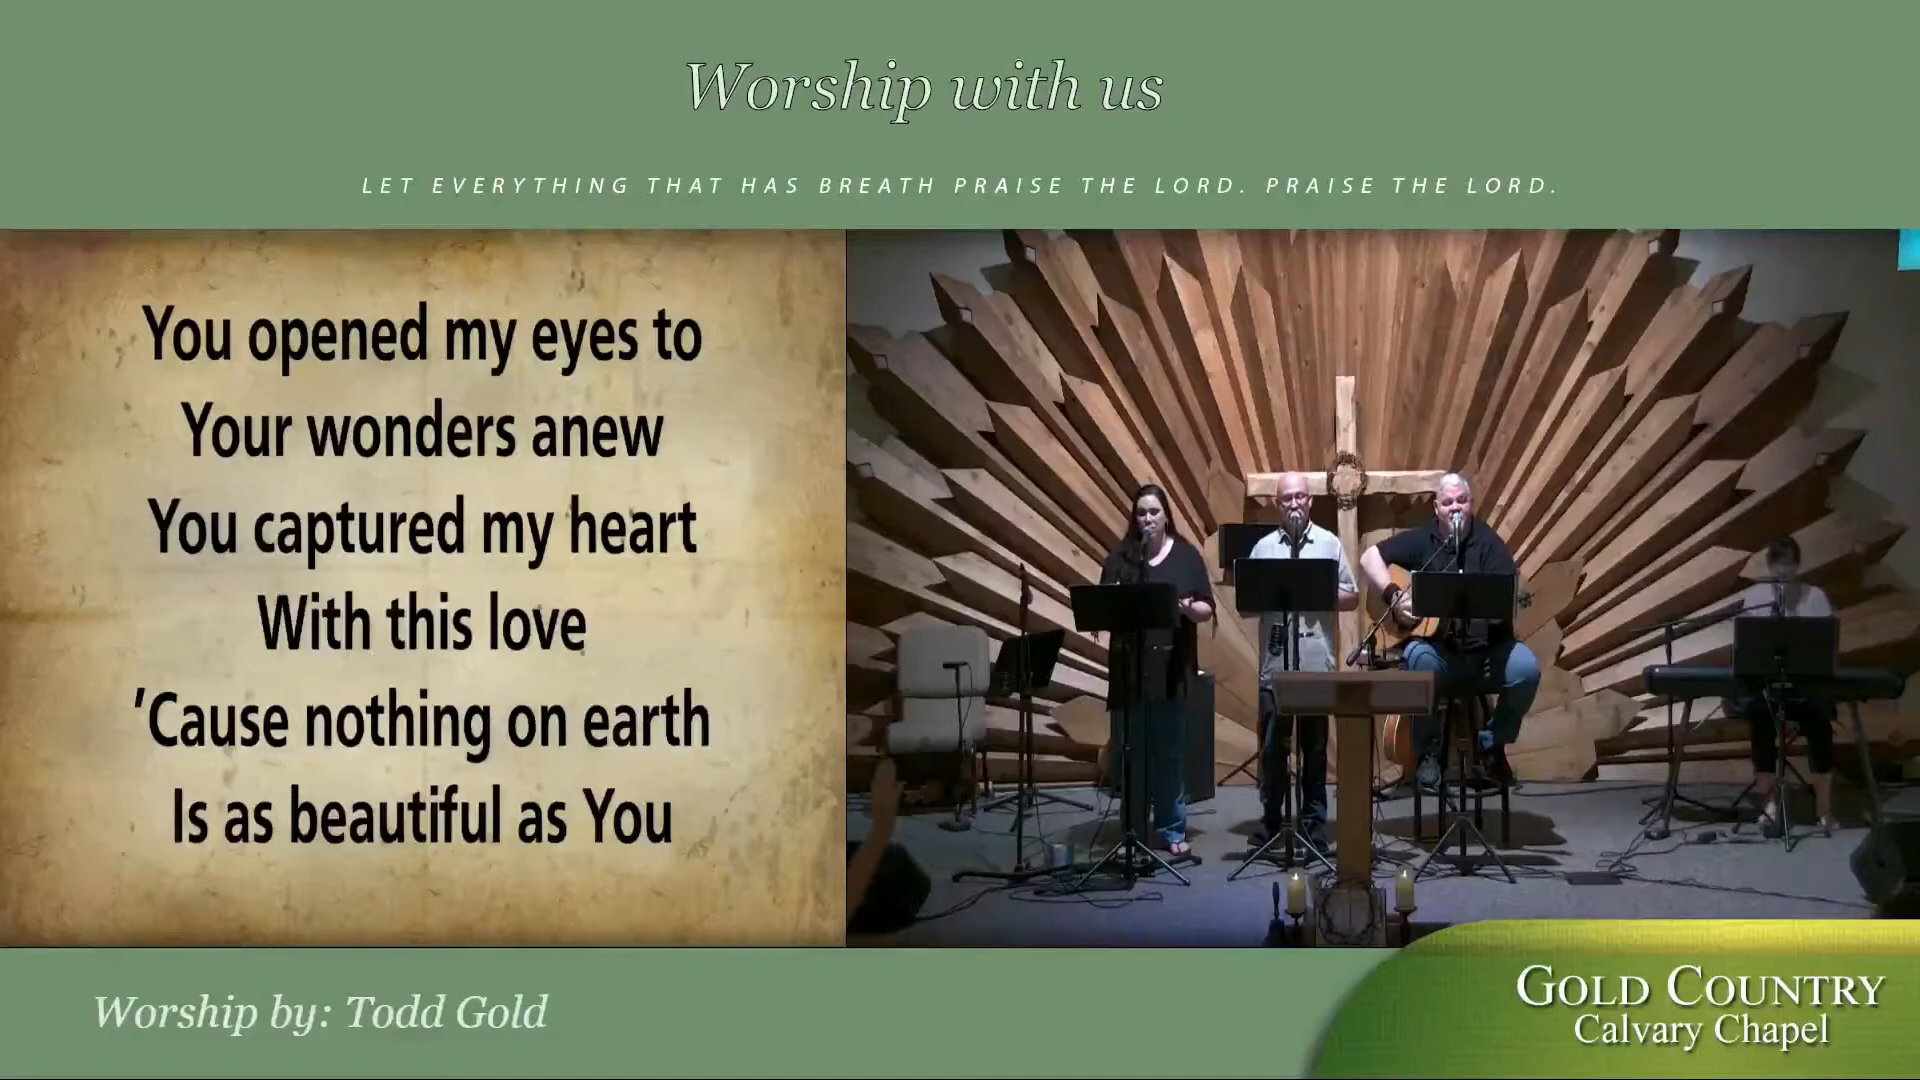 Worship with us
LET EVERYTHING THAT HAS BREATH PRAISE THE LORD. PRAISE THE LORD.
You opened my eyes to
Your wonders anew
You captured my heart
With this love
'Cause nothing on earth
Is as beautiful as You
Worship by: Todd Gold
GOLD COUNTRY
Calvary Chapel